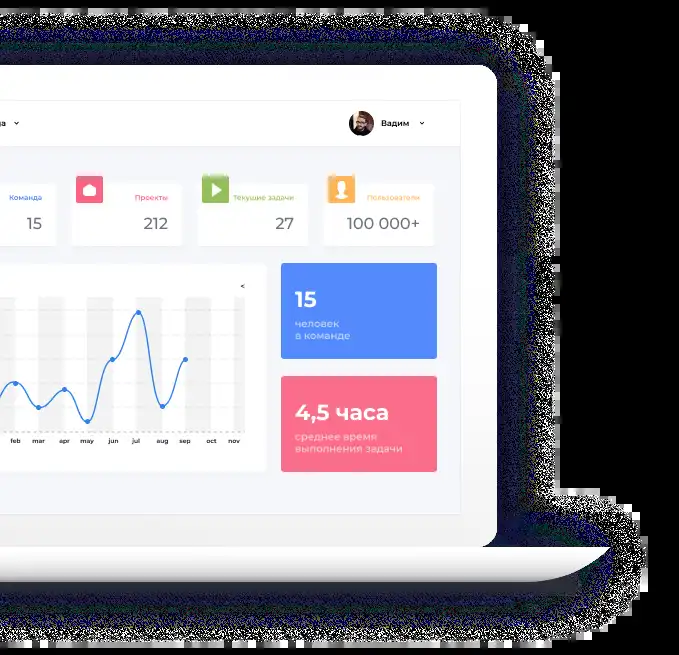 Вадим
Команда
15
Проекты
212
Текущие задачи
27
Пользователи
100 000+
<
feb mar apr may jun jul aug sep oct nov
15
человек
в команде
4,5 часа
среднее время
выполнения задачи